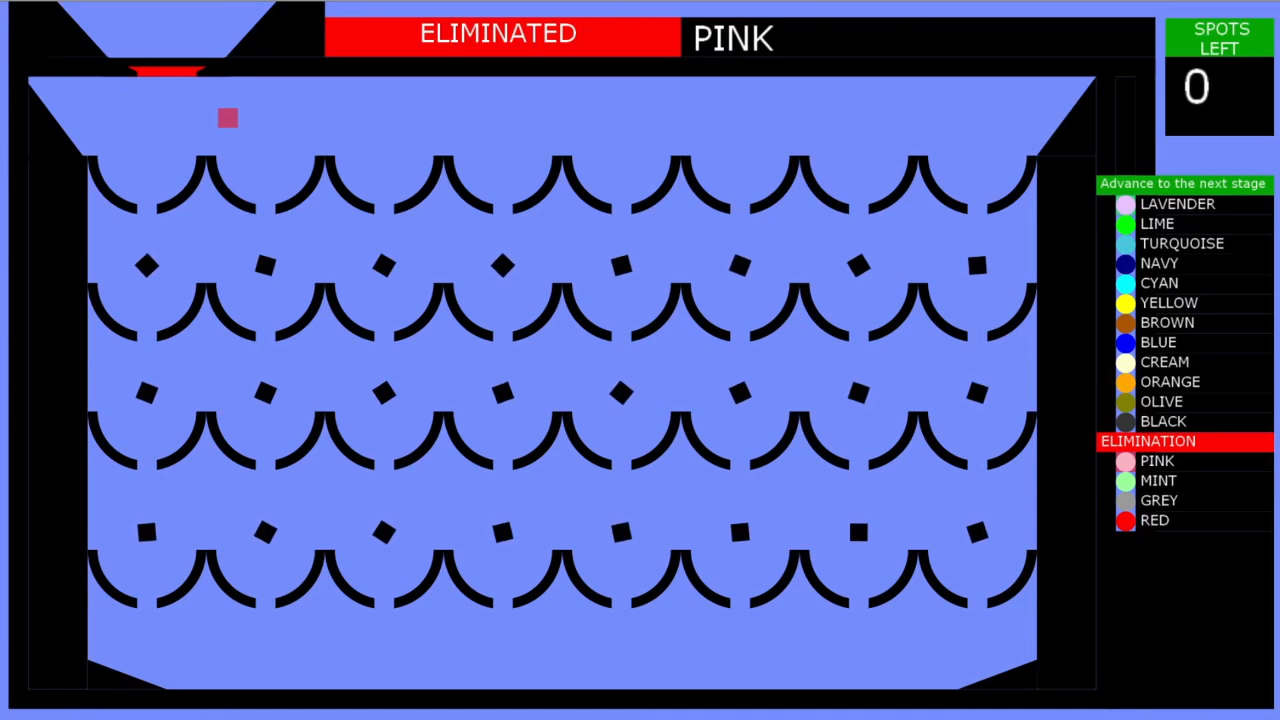 ELIMINATED
PINK
SPOTS
LEFT
0
Advance to the next stage
LAVENDER
LIME
TURQUOISE
NAVY
CYAN
YELLOW
BROWN
BLUE
CREAM
ORANGE
OLIVE
BLACK
ELIMINATION
PINK
MINT
GREY
RED